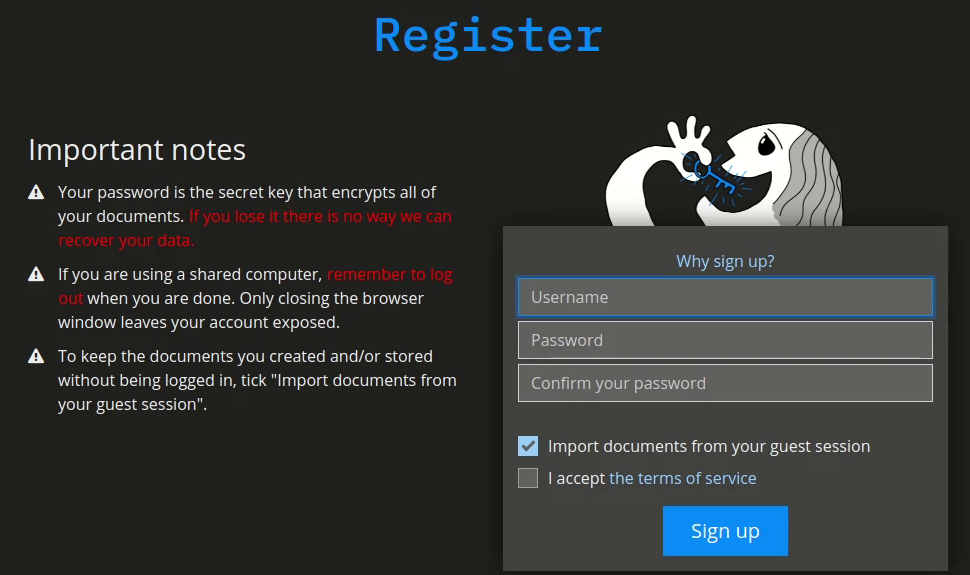 Register
Important notes
Your password is the secret key that encrypts all of
your documents. If you lose it there is no way we can
recover your data.
If you are using a shared computer, remember to log
out when you are done. Only closing the browser
window leaves your account exposed.
To keep the documents you created and/or stored
without being logged in, tick "Import documents from
your guest session".
Why sign up?
Username
Password
Confirm your password
Import documents from your guest session
I accept the terms of service
Sign up